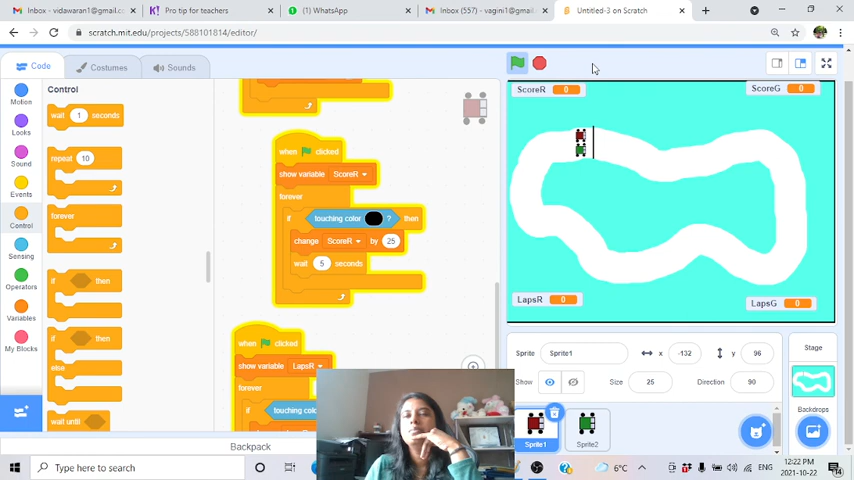 Inbox - vidawaran@gmail.c
Pro tip for teachers
(1) WhatsApp
Inbox (557) - vagini1@gmail.c
Untitled-3 on Scratch
scratch.mit.edu/projects/588101814/editor/
Code
Costumes
Sounds
Motion
Looks
Sound
Events
Control
Sensing
Operators
Variables
My Blocks
Control
wait 1 seconds
repeat 10
forever
if then
if then
else
wait until
when clicked
show variable ScoreR
forever
if touching color ? then
change ScoreR by 25
wait 5 seconds
when clicked
show variable LapsR
forever
if touching colo
ScoreR 0
ScoreG 0
LapsR 0
LapsG 0
Sprite Sprite1 x -132 y 96
Show Size 25 Direction 90
Stage
Backdrops
Sprite1
Sprite2
Backpack
Type here to search
6°C
ENG
12:22 PM
2021-10-22
14